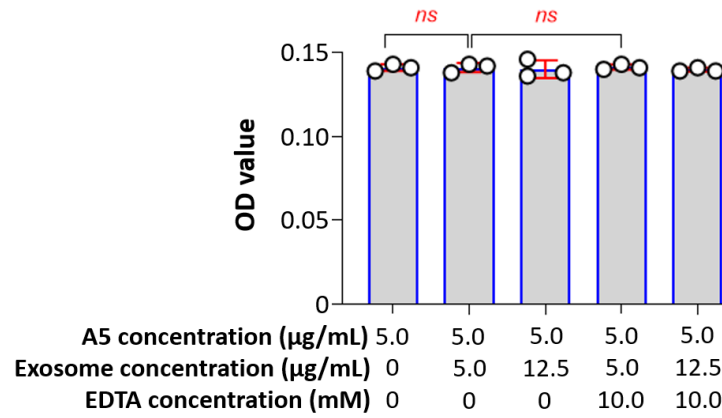 ns ns
0.15
0.10
0.05
0
OD value
A5 concentration (µg/mL) 5.0 5.0 5.0 5.0 5.0
Exosome concentration (µg/mL) 0 5.0 12.5 5.0 12.5
EDTA concentration (mM) 0 0 0 10.0 10.0